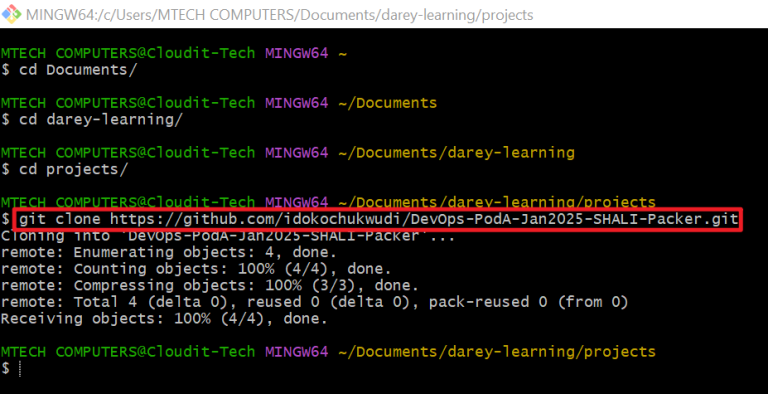 MINGW64:/c/Users/MTECH COMPUTERS/Documents/darey-learning/projects
MTECH COMPUTERS@Cloudit-Tech MINGW64 ~
$ cd Documents/
MTECH COMPUTERS@Cloudit-Tech MINGW64 ~/Documents
$ cd darey-learning/
MTECH COMPUTERS@Cloudit-Tech MINGW64 ~/Documents/darey-learning
$ cd projects/
MTECH COMPUTERS@Cloudit-Tech MINGW64 ~/Documents/darey-learning/projects
$ git clone https://github.com/idokochukwudi/DevOps-PodA-Jan2025-SHALI-Packer.git
Cloning into 'DevOps-PodA-Jan2025-SHALI-Packer'...
remote: Enumerating objects: 4, done.
remote: Counting objects: 100% (4/4), done.
remote: Compressing objects: 100% (3/3), done.
remote: Total 4 (delta 0), reused 0 (delta 0), pack-reused 0 (from 0)
Receiving objects: 100% (4/4), done.
MTECH COMPUTERS@Cloudit-Tech MINGW64 ~/Documents/darey-learning/projects
$